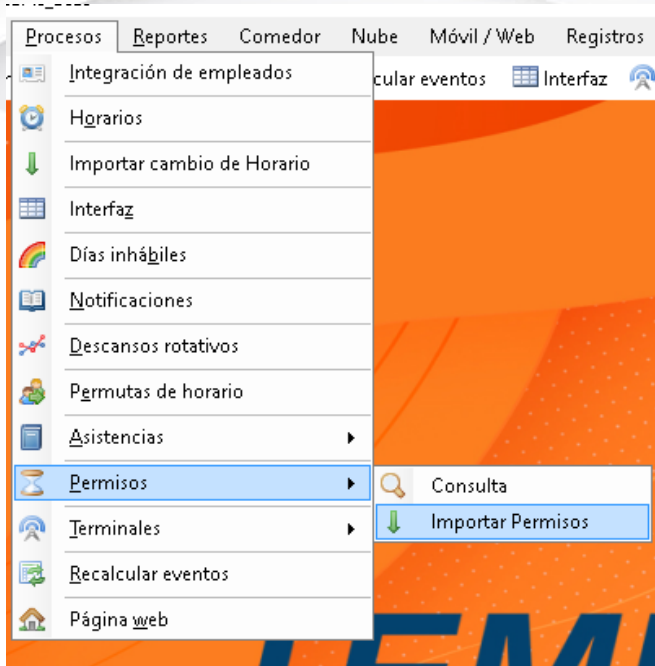 Procesos Reportes Comedor Nube Móvil / Web Registros
Integración de empleados
cular eventos Interfaz
Horarios
Importar cambio de Horario
Interfaz
Días inhábiles
Notificaciones
Descansos rotativos
Permutas de horario
Asistencias
Permisos
Consulta
Importar Permisos
Terminales
Recalcular eventos
Página web